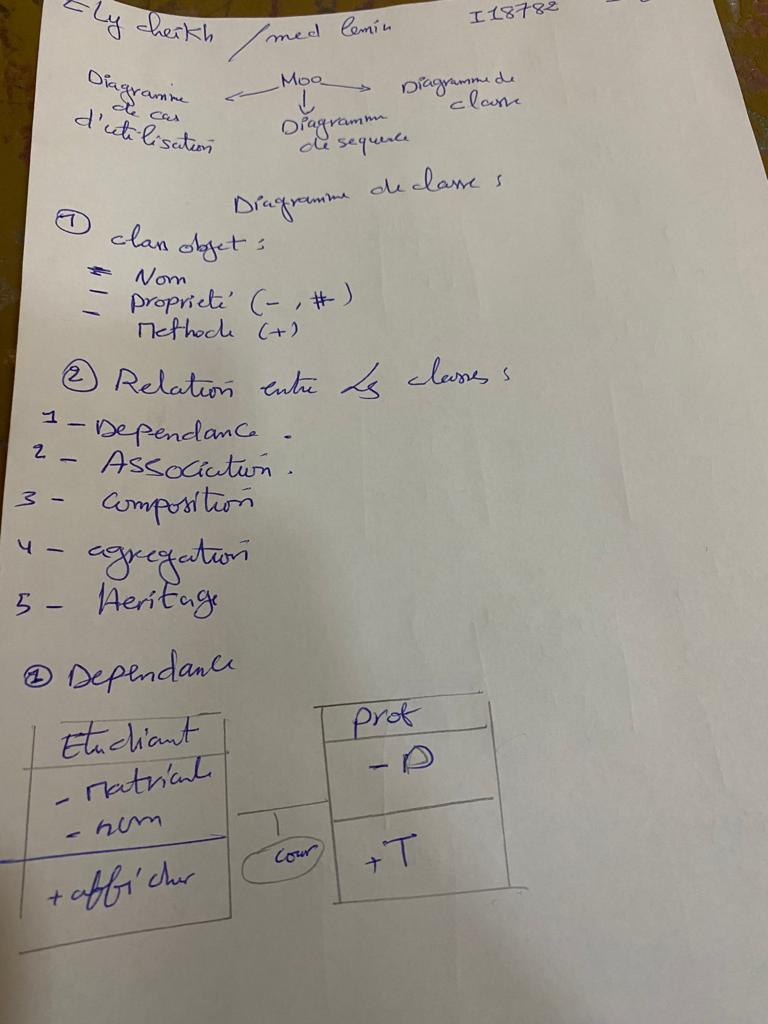 Ely cheikh / med lemin I18782
Diagramme de cas d'utilisation
Moo
Diagramme de sequence
Diagramme de classe
Diagramme de classe :
① class objet :
- Nom
- proprieté (-, #)
- Methode (+)
② Relation entre les classes :
1 - Dependance.
2 - Association.
3 - composition
4 - agregation
5 - Heritage
① Dependance
Etudiant
- Matricule
- nom
+ afficher
cour
prof
- D
+ T